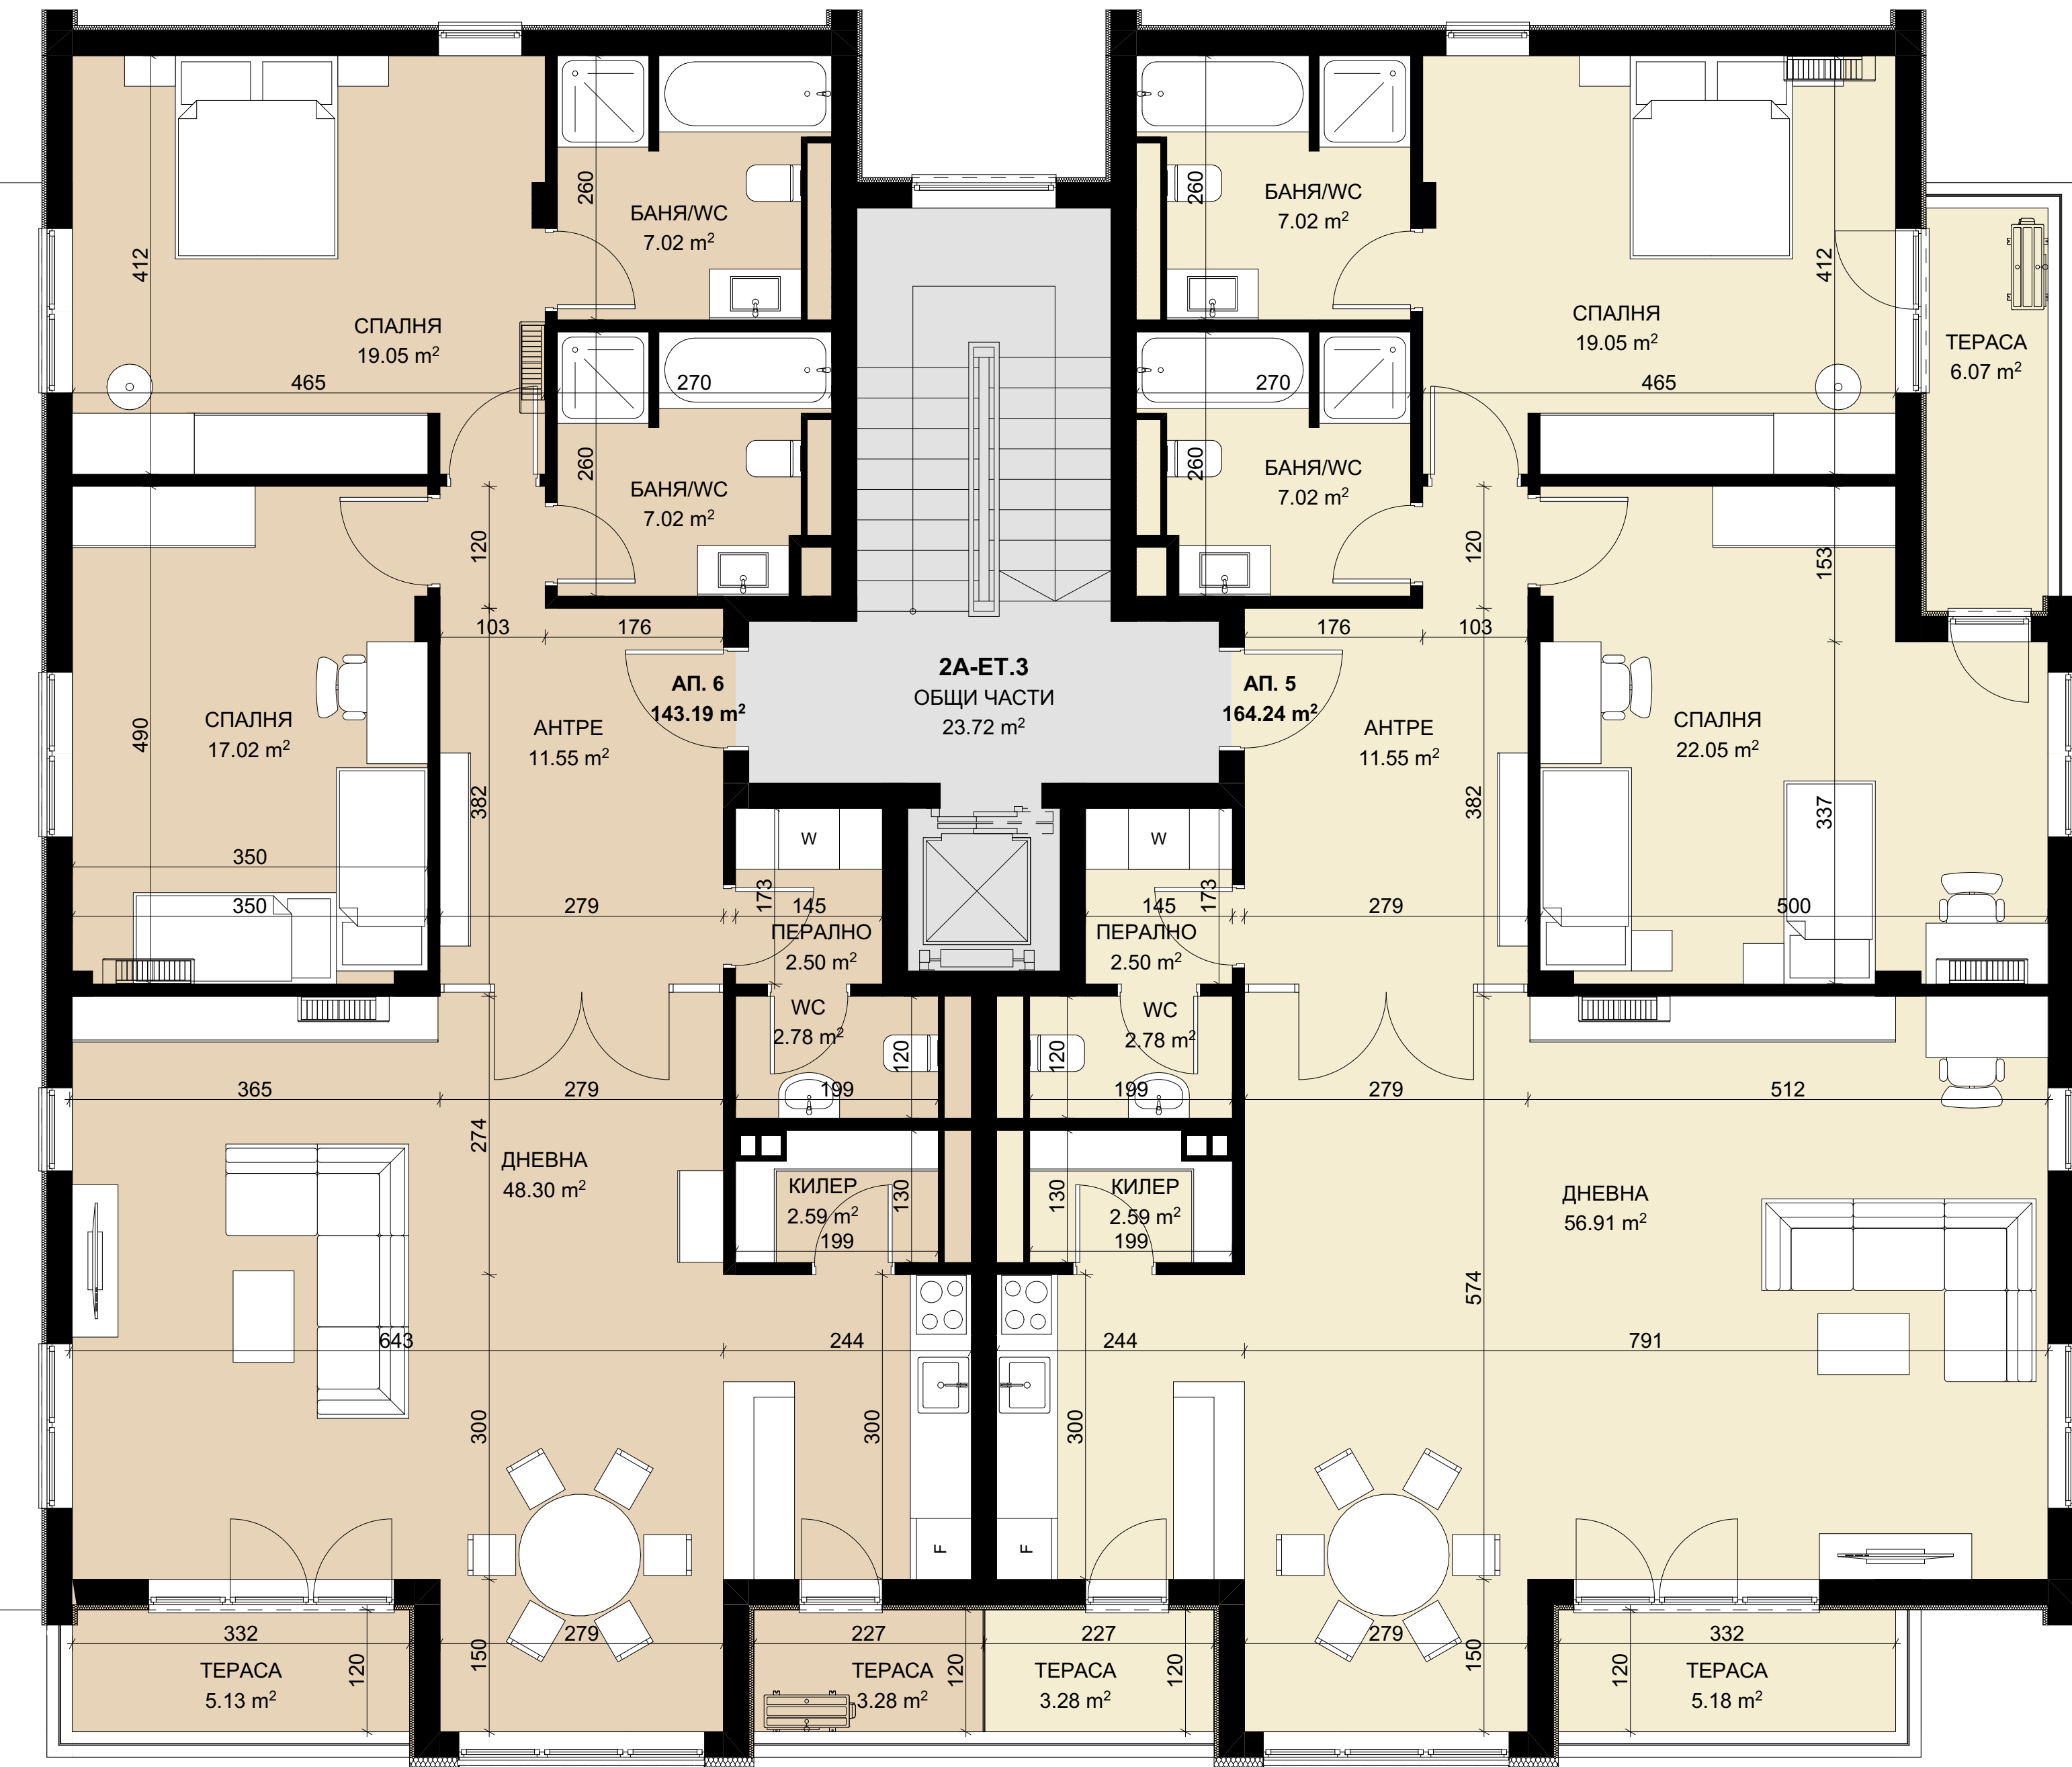 260
БАНЯ/WC
7.02 m²
412
СПАЛНЯ
19.05 m²
465
270
260
БАНЯ/WC
7.02 m²
260
БАНЯ/WC
7.02 m²
412
СПАЛНЯ
19.05 m²
465
270
260
БАНЯ/WC
7.02 m²
ТЕРАСА
6.07 m²
120
103
176
120
176
103
153
2А-ЕТ.3
ОБЩИ ЧАСТИ
23.72 m²
АП. 6
143.19 m²
АП. 5
164.24 m²
490
СПАЛНЯ
17.02 m²
350
350
АНТРЕ
11.55 m²
382
279
АНТРЕ
11.55 m²
382
279
СПАЛНЯ
22.05 m²
337
500
W
173
145
ПЕРАЛНО
2.50 m²
W
173
145
ПЕРАЛНО
2.50 m²
WC
2.78 m²
120
199
WC
2.78 m²
120
199
365
279
274
279
512
ДНЕВНА
48.30 m²
КИЛЕР
2.59 m²
130
199
КИЛЕР
2.59 m²
130
199
ДНЕВНА
56.91 m²
574
643
244
244
791
300
300
300
F
F
332
ТЕРАСА
5.13 m²
120
279
150
227
ТЕРАСА
3.28 m²
120
227
ТЕРАСА
3.28 m²
120
279
150
332
ТЕРАСА
5.18 m²
120